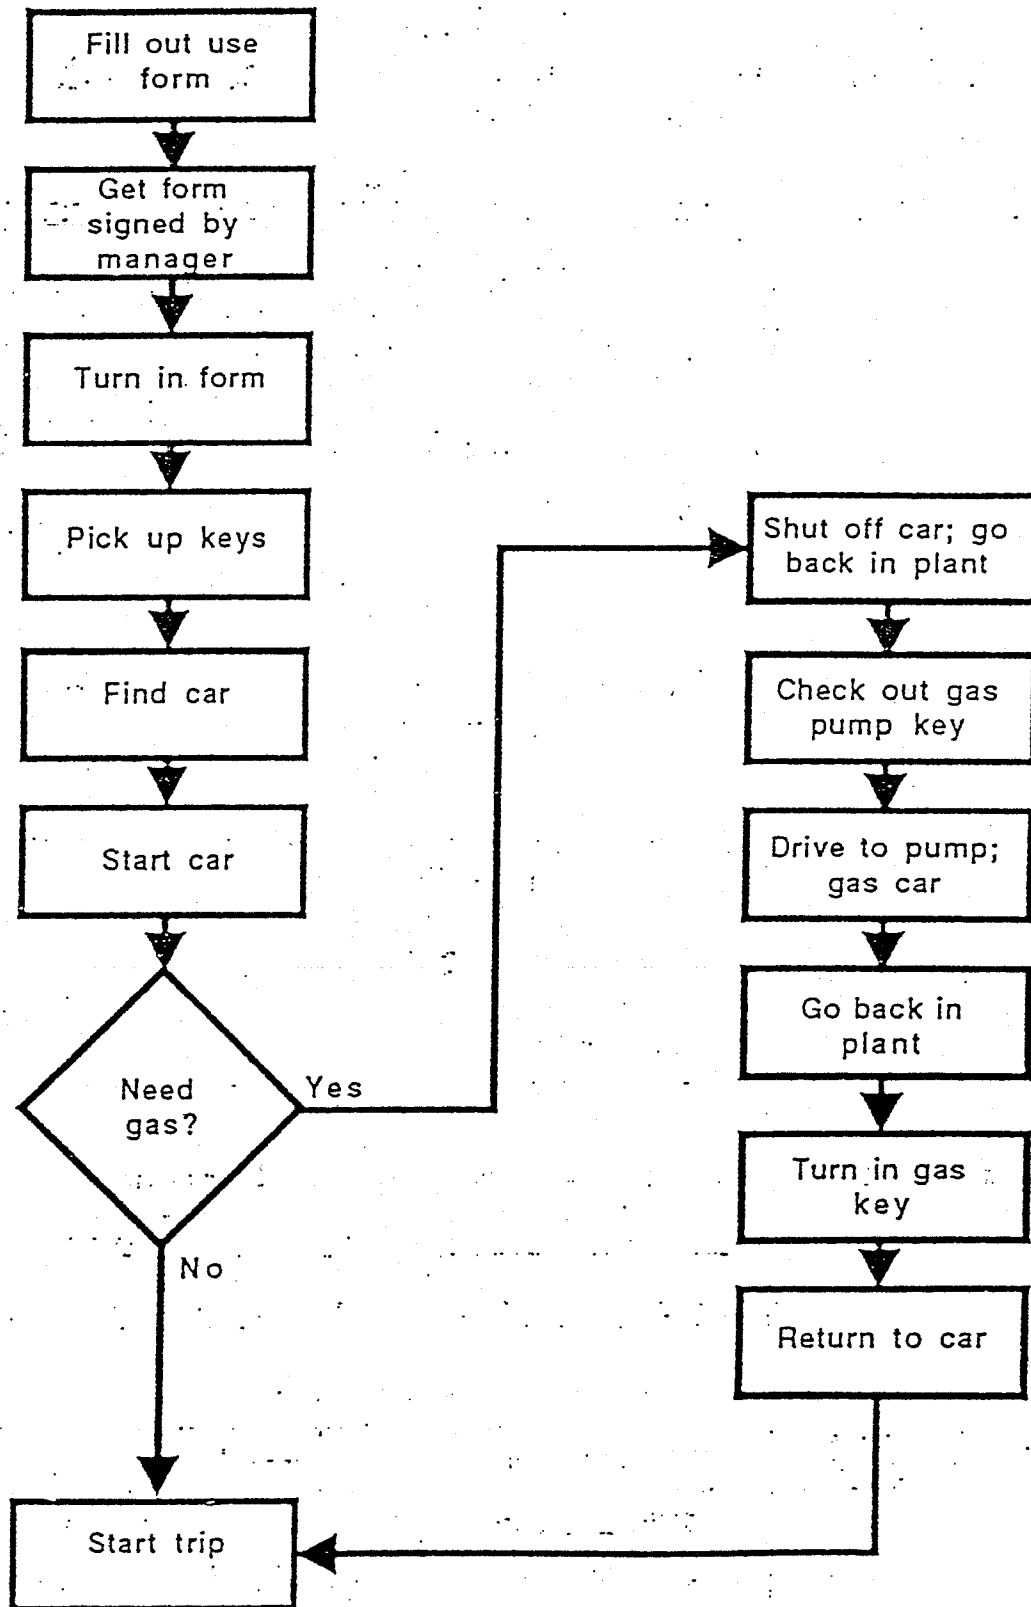 Fill out use
form
Get form
signed by
manager
Turn in form
Pick up keys
Find car
Start car
Need
gas?
Yes
No
Shut off car; go
back in plant
Check out gas
pump key
Drive to pump;
gas car
Go back in
plant
Turn in gas
key
Return to car
Start trip